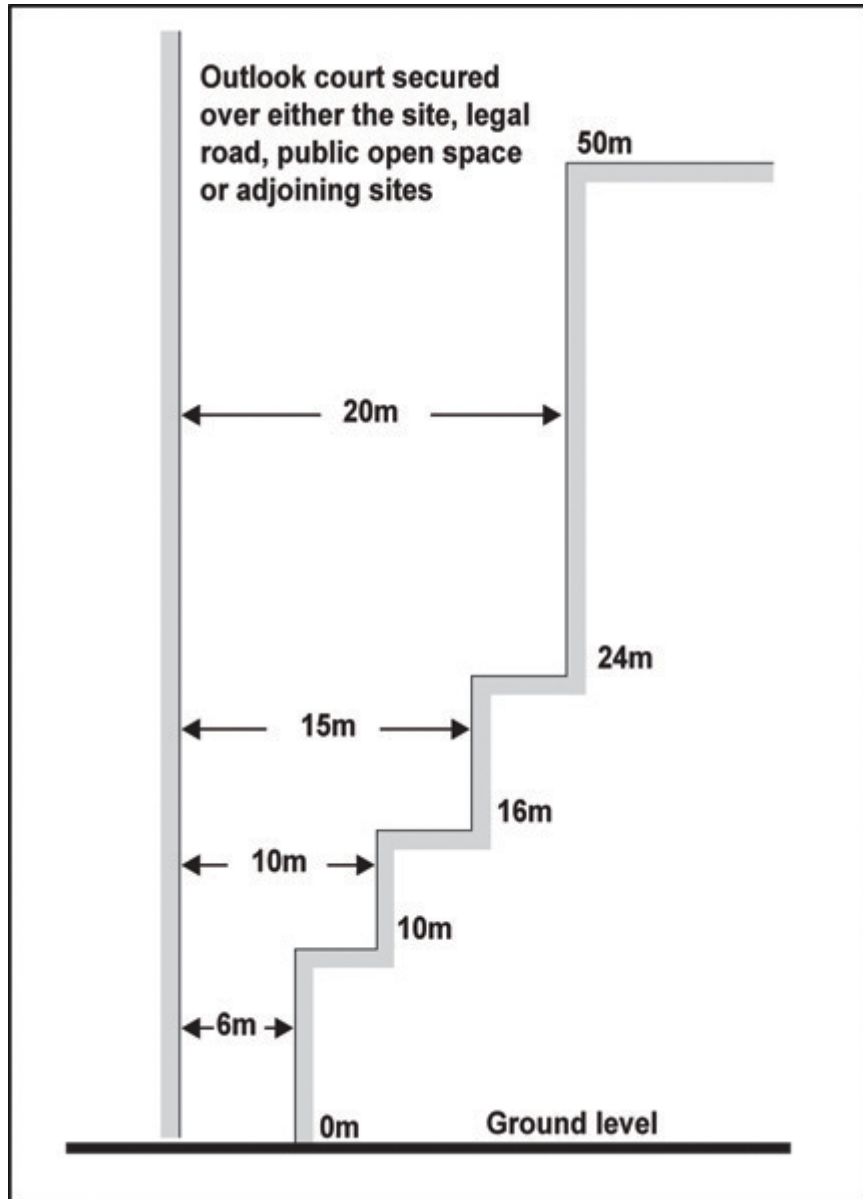 Outlook court secured
over either the site, legal
road, public open space
or adjoining sites
50m
20m
24m
15m
16m
10m
10m
6m
0m
Ground level